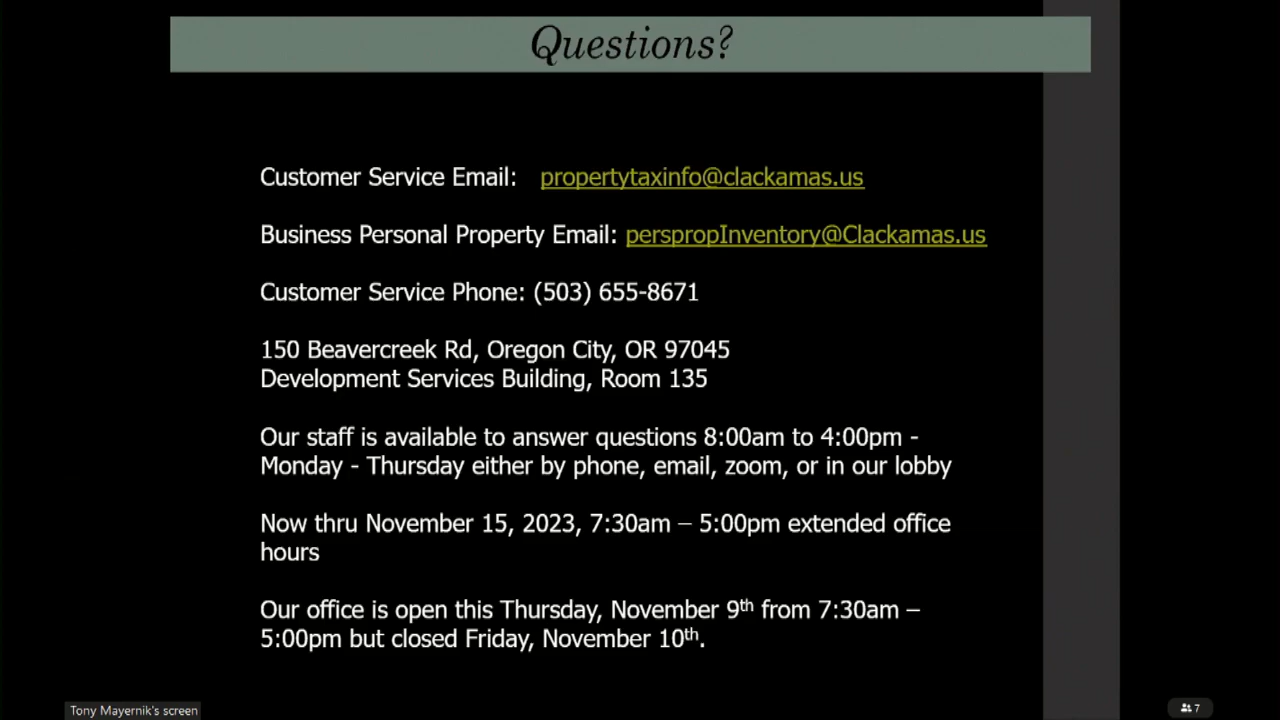 Questions?
Customer Service Email: propertytaxinfo@clackamas.us
Business Personal Property Email: perspropInventory@Clackamas.us
Customer Service Phone: (503) 655-8671
150 Beavercreek Rd, Oregon City, OR 97045
Development Services Building, Room 135
Our staff is available to answer questions 8:00am to 4:00pm -
Monday - Thursday either by phone, email, zoom, or in our lobby
Now thru November 15, 2023, 7:30am – 5:00pm extended office
hours
Our office is open this Thursday, November 9th from 7:30am –
5:00pm but closed Friday, November 10th.
Tony Mayernik's screen
7